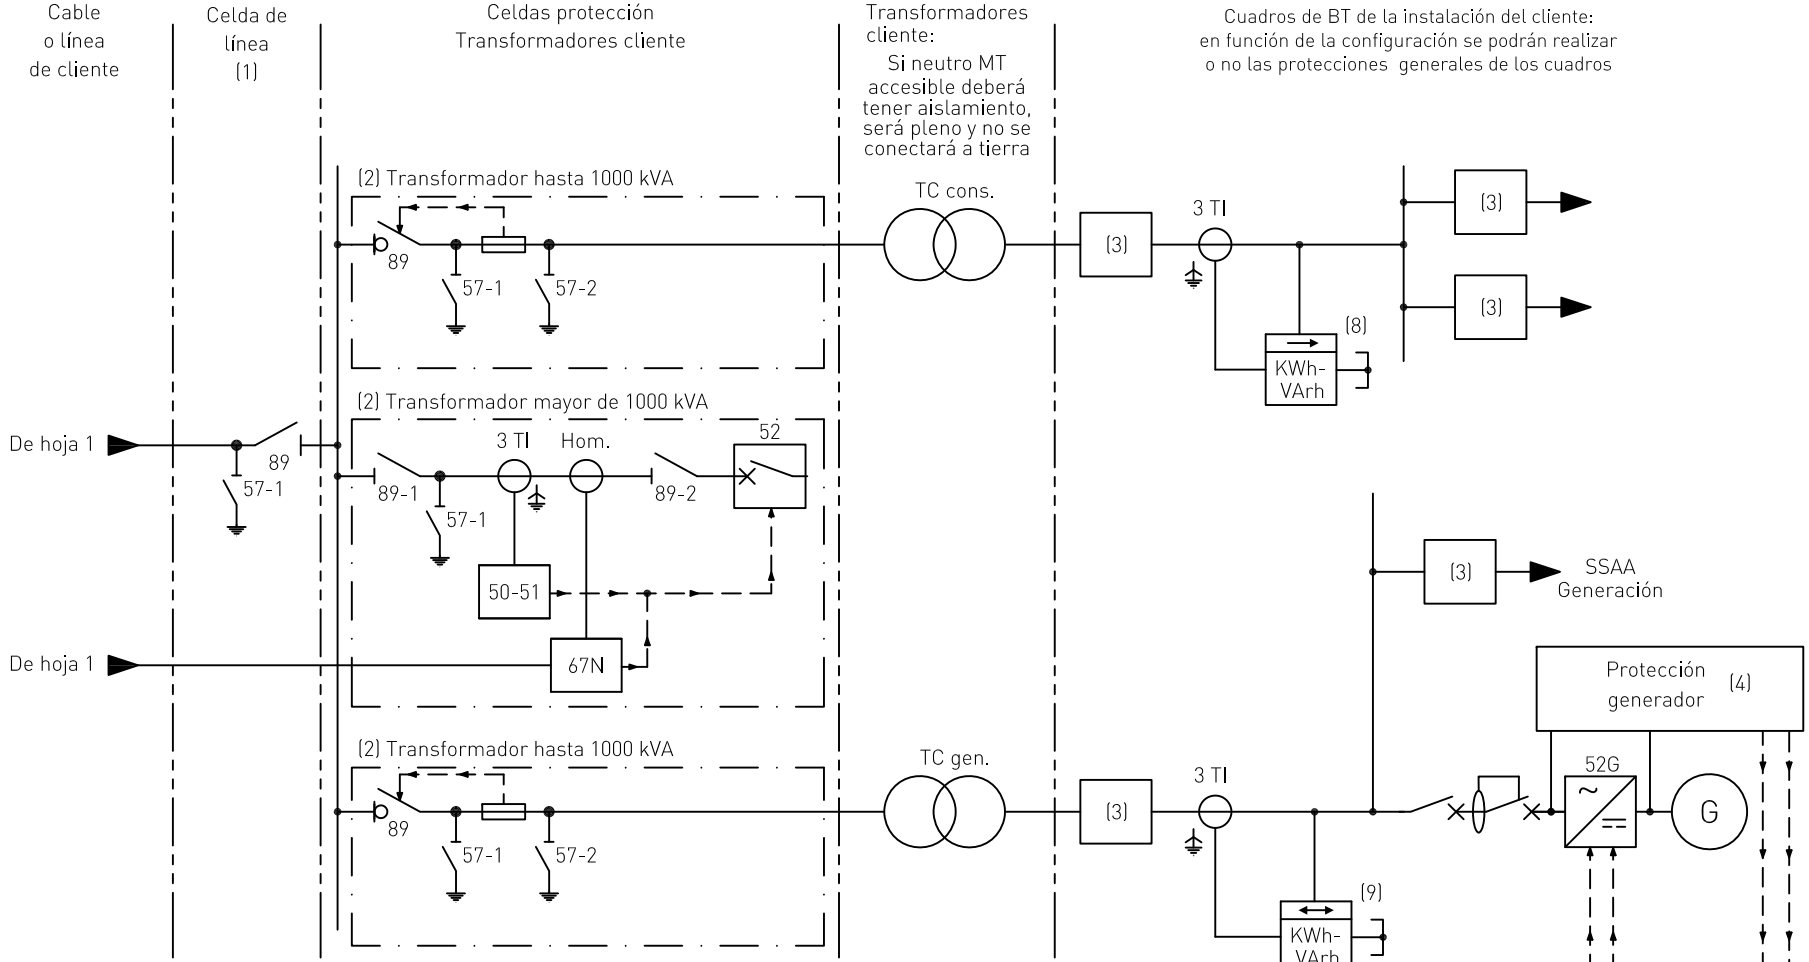 Cable
o línea
de cliente
Celda de
línea
(1)
Celdas protección
Transformadores cliente
Transformadores
cliente:
Si neutro MT
accesible deberá
tener aislamiento,
será pleno y no se
conectará a tierra
Cuadros de BT de la instalación del cliente:
en función de la configuración se podrán realizar
o no las protecciones generales de los cuadros
(2) Transformador hasta 1000 kVA
89
57-1
57-2
TC cons.
(3)
3 TI
(3)
(3)
(8)
KWh-
VArh
(2) Transformador mayor de 1000 kVA
De hoja 1
89
57-1
89-1
57-1
3 TI
Hom.
89-2
52
50-51
67N
De hoja 1
(3)
SSAA
Generación
Protección
generador
(4)
(2) Transformador hasta 1000 kVA
89
57-1
57-2
TC gen.
(3)
3 TI
52G
G
(9)
KWh-
VArh